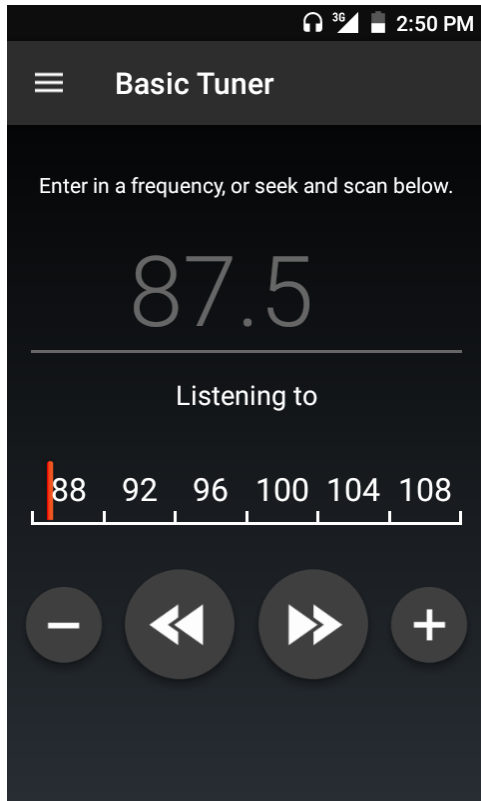 3G 2:50 PM
Basic Tuner
Enter in a frequency, or seek and scan below.
87.5
Listening to
88 92 96 100 104 108